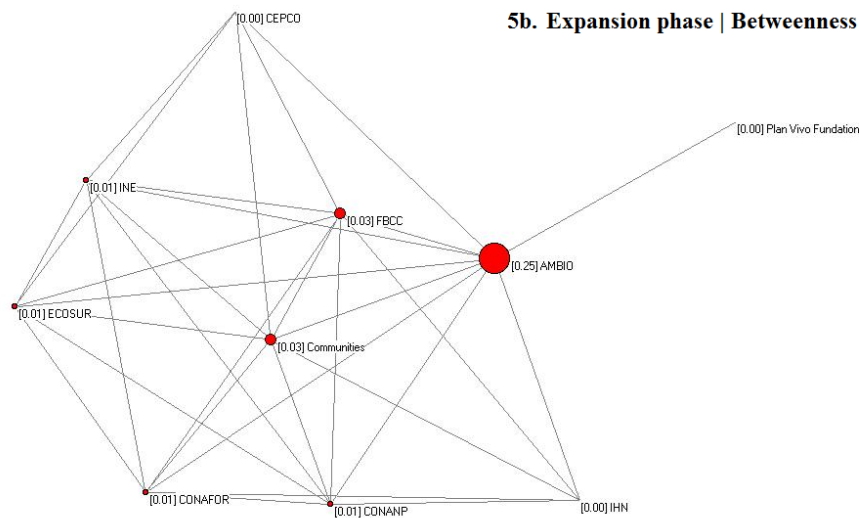 [0.00] CEPCO
5b. Expansion phase | Betweenness
[0.00] Plan Vivo Fundation
[0.01] INE
[0.03] FBCC
[0.25] AMBIO
[0.01] ECOSUR
[0.03] Communities
[0.01] CONAFOR
[0.01] CONANP
[0.00] IHN